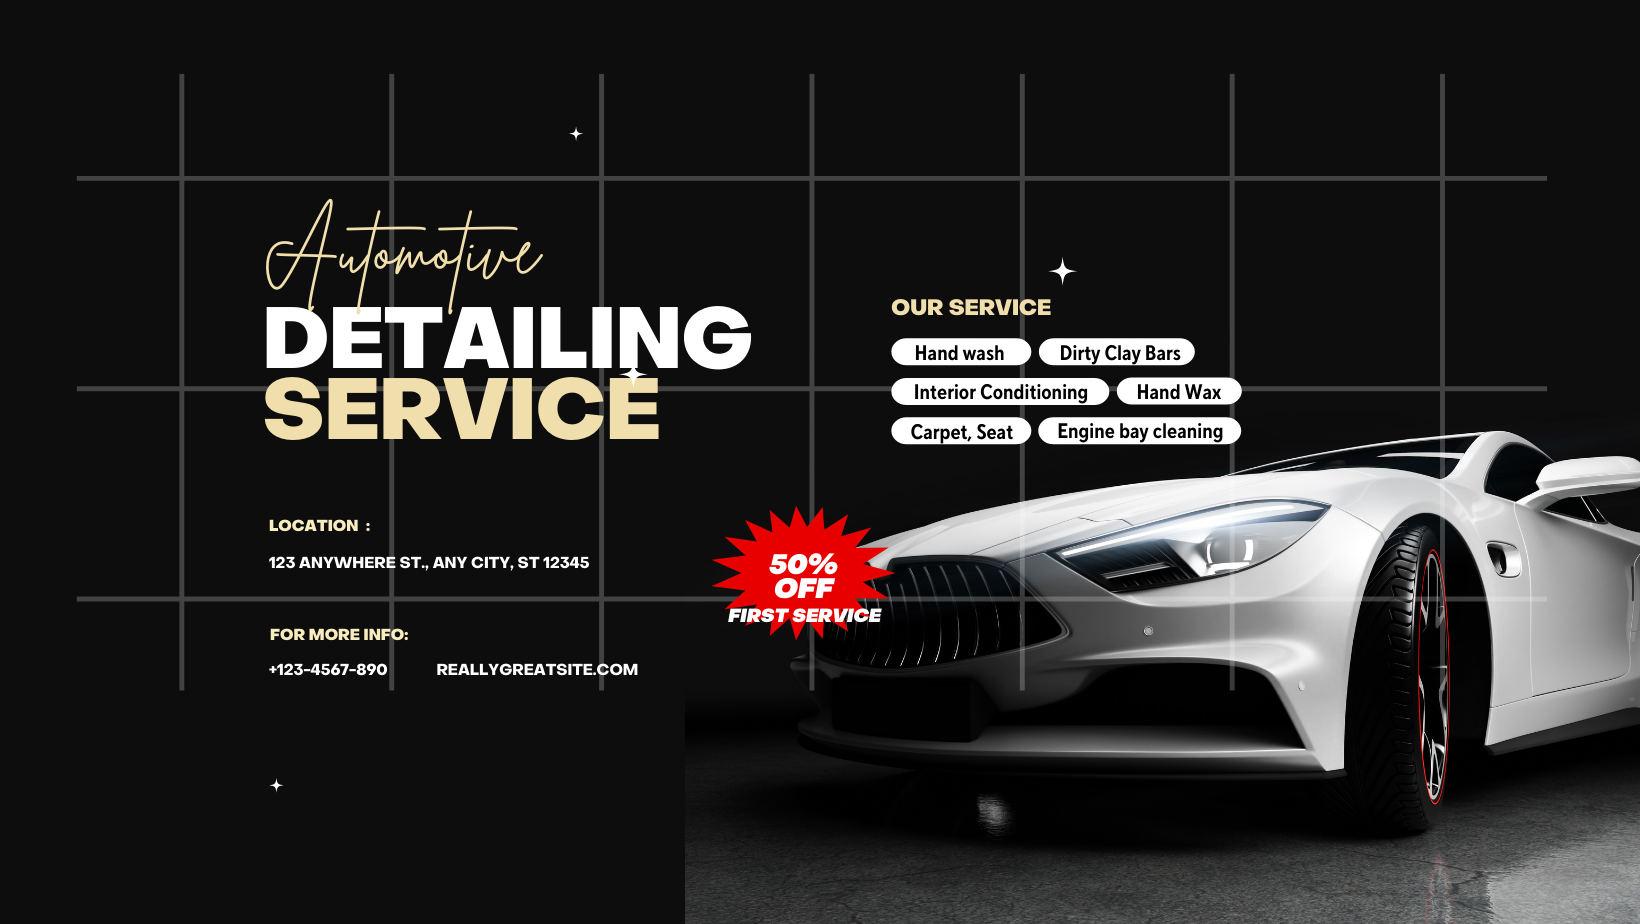 Automotive
DETAILING
SERVICE
LOCATION :
123 ANYWHERE ST., ANY CITY, ST 12345
FOR MORE INFO:
+123-4567-890 REALLYGREATSITE.COM
OUR SERVICE
Hand wash Dirty Clay Bars
Interior Conditioning Hand Wax
Carpet, Seat Engine bay cleaning
50%
OFF
FIRST SERVICE